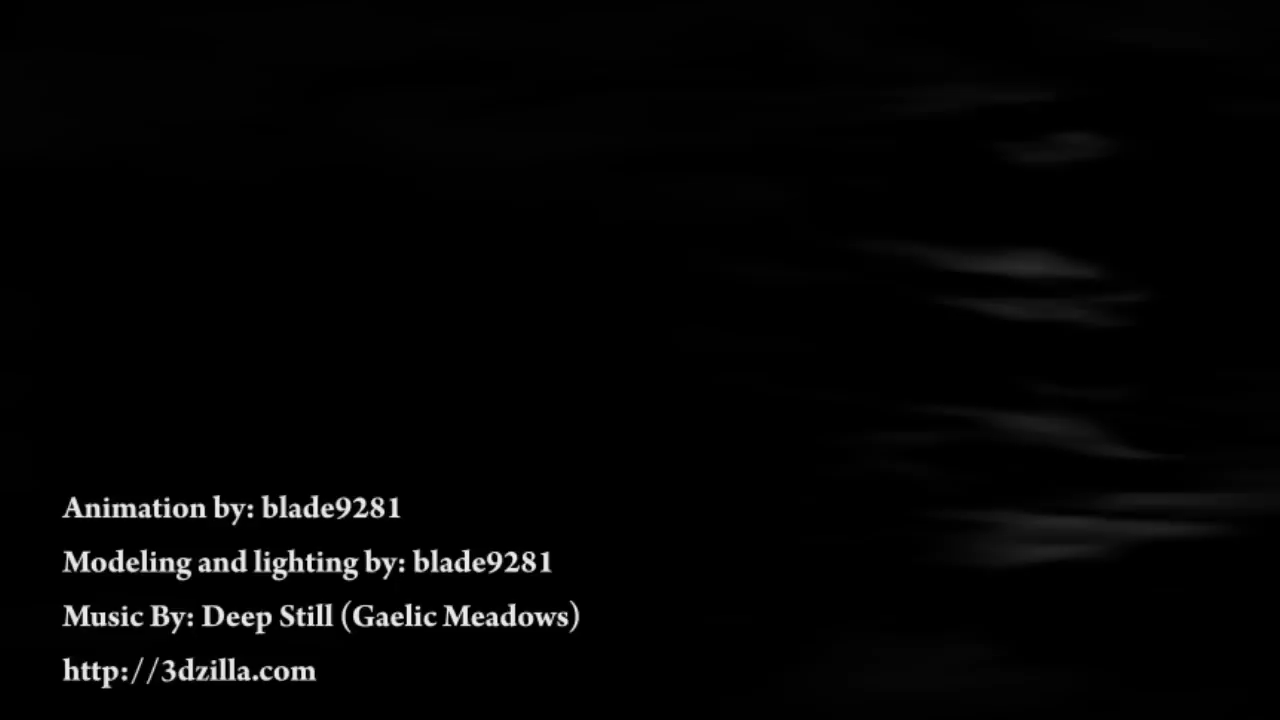 Animation by: blade9281
Modeling and lighting by: blade9281
Music By: Deep Still (Gaelic Meadows)
http://3dzilla.com